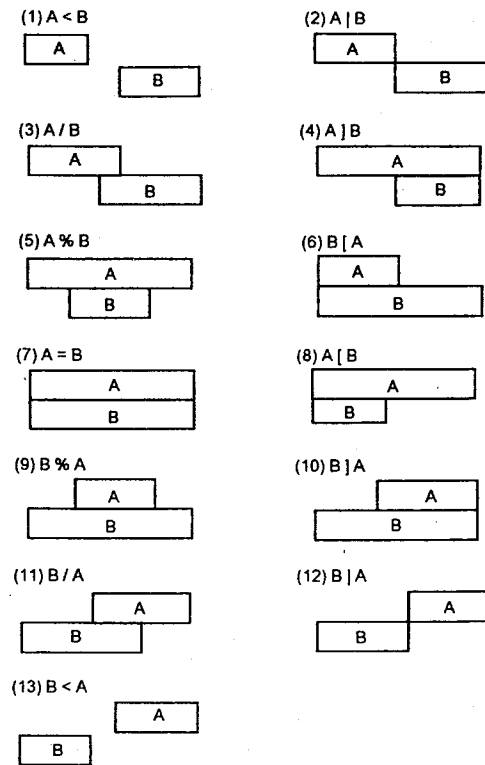 (1) A < B
A
B
(2) A | B
A
B
(3) A / B
A
B
(4) A ] B
A
B
(5) A % B
A
B
(6) B [ A
A
B
(7) A = B
A
B
(8) A [ B
A
B
(9) B % A
A
B
(10) B ] A
A
B
(11) B / A
A
B
(12) B | A
A
B
(13) B < A
A
B